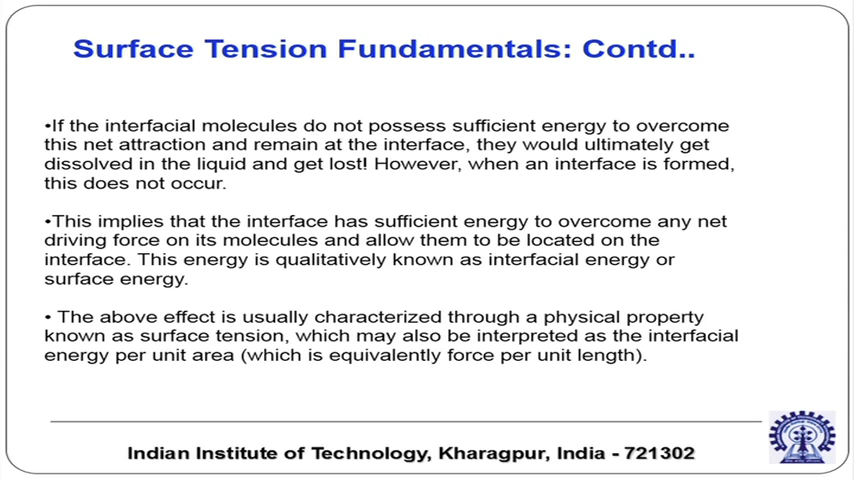 Surface Tension Fundamentals: Contd..
•If the interfacial molecules do not possess sufficient energy to overcome
this net attraction and remain at the interface, they would ultimately get
dissolved in the liquid and get lost! However, when an interface is formed,
this does not occur.
•This implies that the interface has sufficient energy to overcome any net
driving force on its molecules and allow them to be located on the
interface. This energy is qualitatively known as interfacial energy or
surface energy.
• The above effect is usually characterized through a physical property
known as surface tension, which may also be interpreted as the interfacial
energy per unit area (which is equivalently force per unit length).
Indian Institute of Technology, Kharagpur, India - 721302